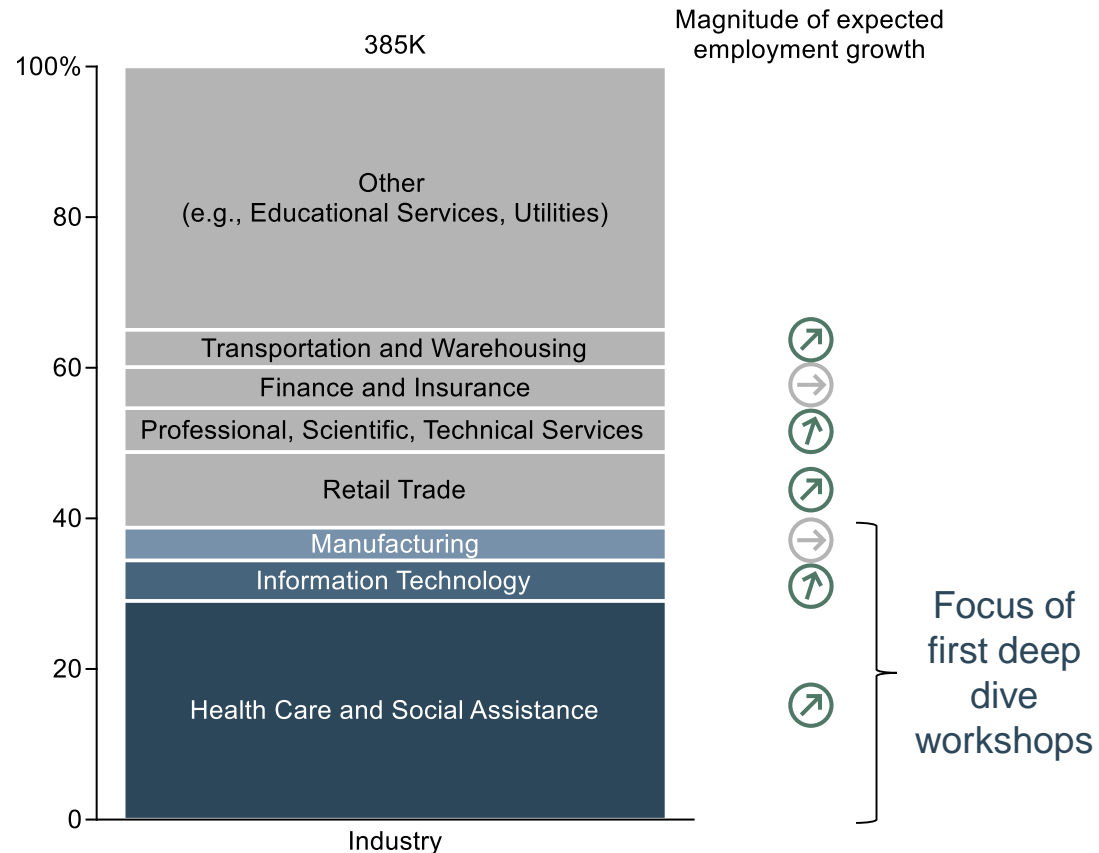 Magnitude of expected
employment growth
385K
100%
Other
(e.g., Educational Services, Utilities)
80
Transportation and Warehousing
60
Finance and Insurance
Professional, Scientific, Technical Services
Retail Trade
40
Manufacturing
Information Technology
Focus of
first deep
dive
workshops
20
Health Care and Social Assistance
0
Industry